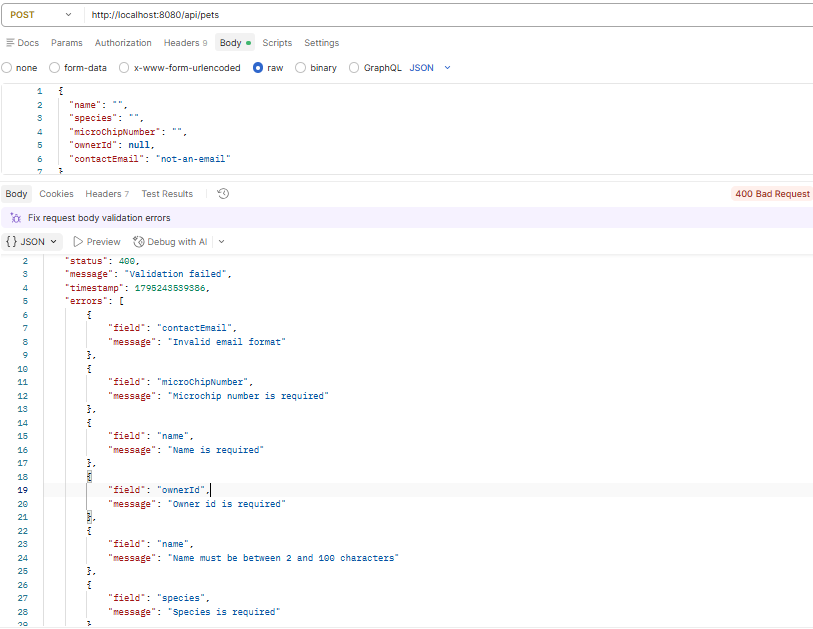 POST http://localhost:8080/api/pets
Docs Params Authorization Headers 9 Body Scripts Settings
none form-data x-www-form-urlencoded raw binary GraphQL JSON
1 {
2 "name": "",
3 "species": "",
4 "microChipNumber": "",
5 "ownerId": null,
6 "contactEmail": "not-an-email"
7 }
Body Cookies Headers 7 Test Results 400 Bad Request
Fix request body validation errors
{} JSON Preview Debug with AI
2 "status": 400,
3 "message": "Validation failed",
4 "timestamp": 1795243539386,
5 "errors": [
6 {
7 "field": "contactEmail",
8 "message": "Invalid email format"
9 },
10 {
11 "field": "microChipNumber",
12 "message": "Microchip number is required"
13 },
14 {
15 "field": "name",
16 "message": "Name is required"
17 },
18 {
19 "field": "ownerId",
20 "message": "Owner id is required"
21 },
22 {
23 "field": "name",
24 "message": "Name must be between 2 and 100 characters"
25 },
26 {
27 "field": "species",
28 "message": "Species is required"
29 }